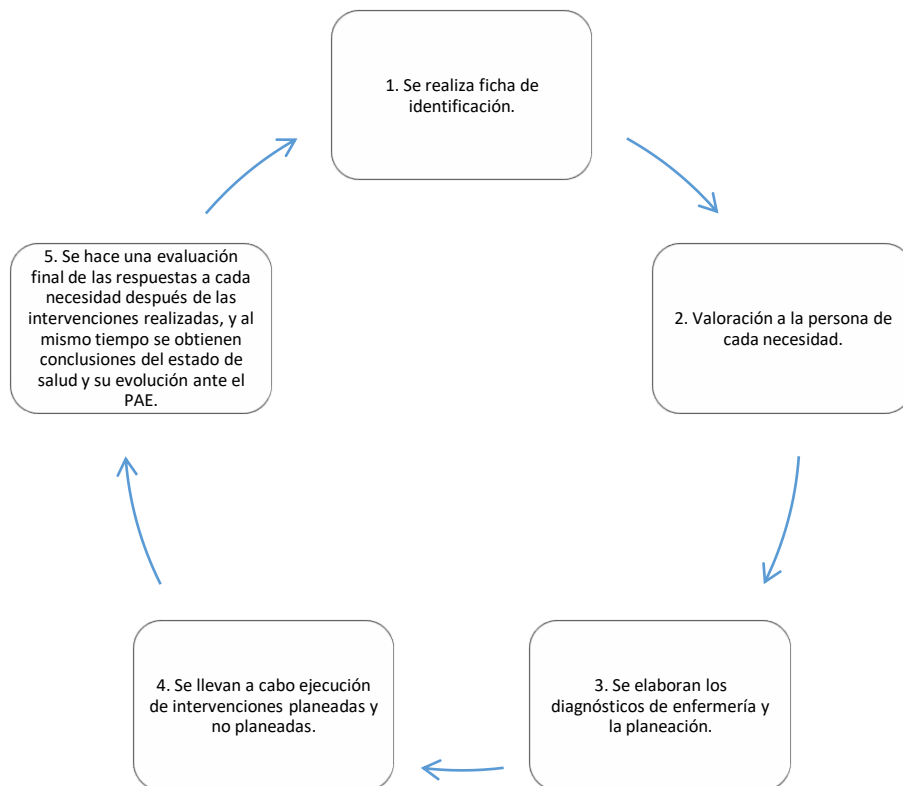 1. Se realiza ficha de
identificación.
2. Valoración a la persona de
cada necesidad.
3. Se elaboran los
diagnósticos de enfermería y
la planeación.
4. Se llevan a cabo ejecución
de intervenciones planeadas y
no planeadas.
5. Se hace una evaluación
final de las respuestas a cada
necesidad después de las
intervenciones realizadas, y al
mismo tiempo se obtienen
conclusiones del estado de
salud y su evolución ante el
PAE.